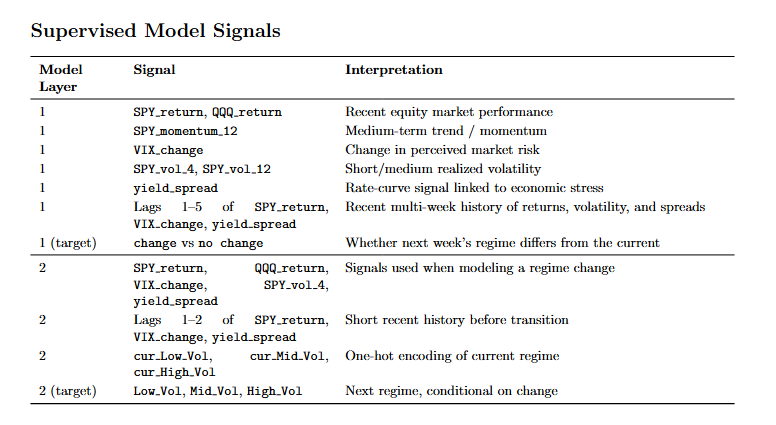 Supervised Model Signals
Model Layer Signal Interpretation
1 SPY_return, QQQ_return Recent equity market performance
1 SPY_momentum_12 Medium-term trend / momentum
1 VIX_change Change in perceived market risk
1 SPY_vol_4, SPY_vol_12 Short/medium realized volatility
1 yield_spread Rate-curve signal linked to economic stress
1 Lags 1–5 of SPY_return, Recent multi-week history of returns, volatility, and spreads
VIX_change, yield_spread
1 (target) change vs no change Whether next week's regime differs from the current
2 SPY_return, QQQ_return, Signals used when modeling a regime change
VIX_change, SPY_vol_4,
yield_spread
2 Lags 1–2 of SPY_return, Short recent history before transition
VIX_change, yield_spread
2 cur_Low_Vol, cur_Mid_Vol, One-hot encoding of current regime
cur_High_Vol
2 (target) Low_Vol, Mid_Vol, High_Vol Next regime, conditional on change